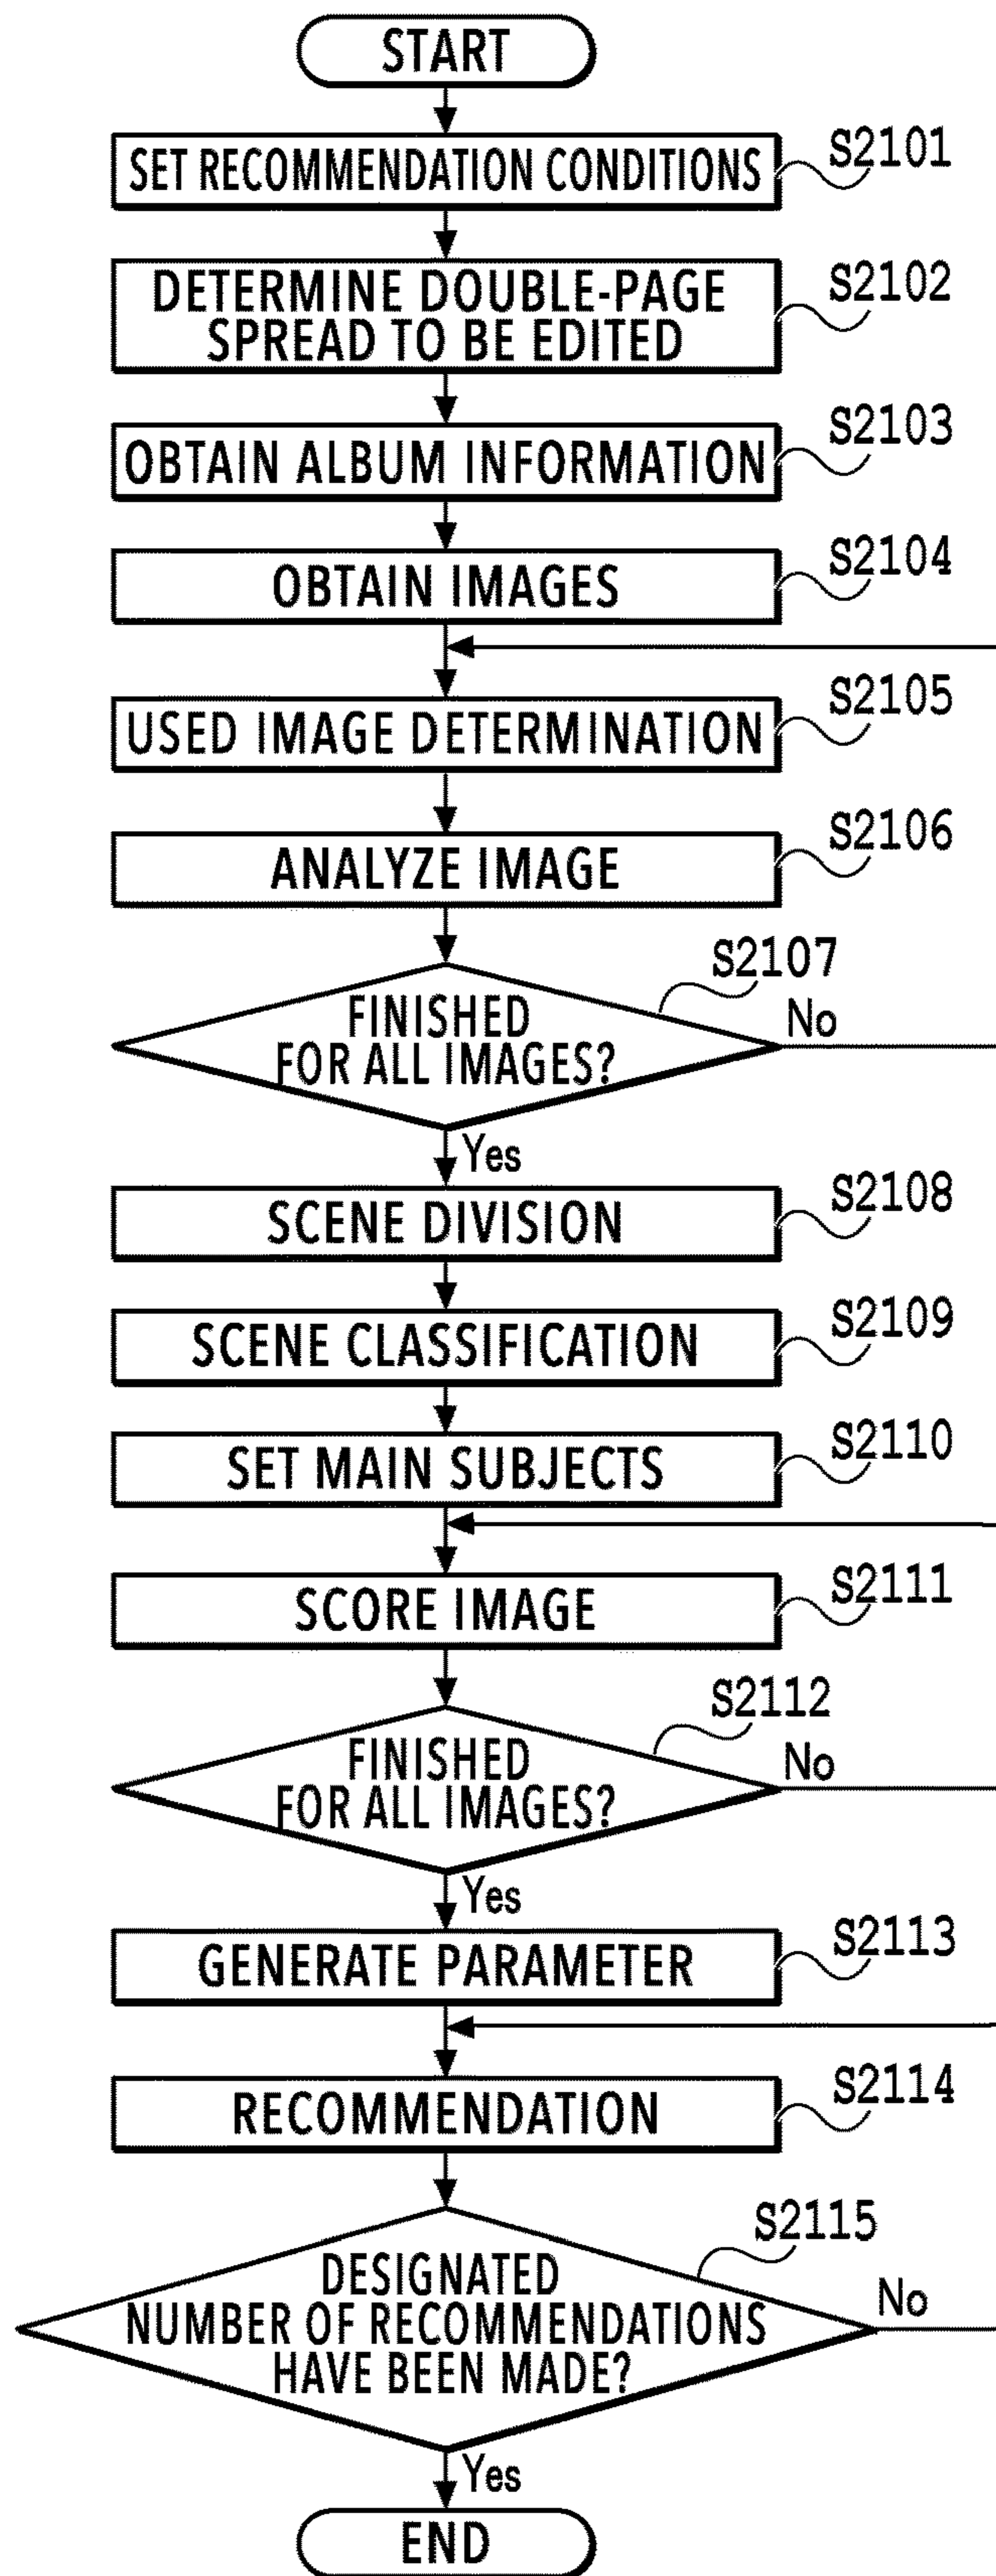 START
SET RECOMMENDATION CONDITIONS
S2101
DETERMINE DOUBLE-PAGE
SPREAD TO BE EDITED
S2102
OBTAIN ALBUM INFORMATION
S2103
OBTAIN IMAGES
S2104
USED IMAGE DETERMINATION
S2105
ANALYZE IMAGE
S2106
S2107
FINISHED
FOR ALL IMAGES?
No
Yes
SCENE DIVISION
S2108
SCENE CLASSIFICATION
S2109
SET MAIN SUBJECTS
S2110
SCORE IMAGE
S2111
S2112
FINISHED
FOR ALL IMAGES?
No
Yes
GENERATE PARAMETER
S2113
RECOMMENDATION
S2114
S2115
DESIGNATED
NUMBER OF RECOMMENDATIONS
HAVE BEEN MADE?
No
Yes
END